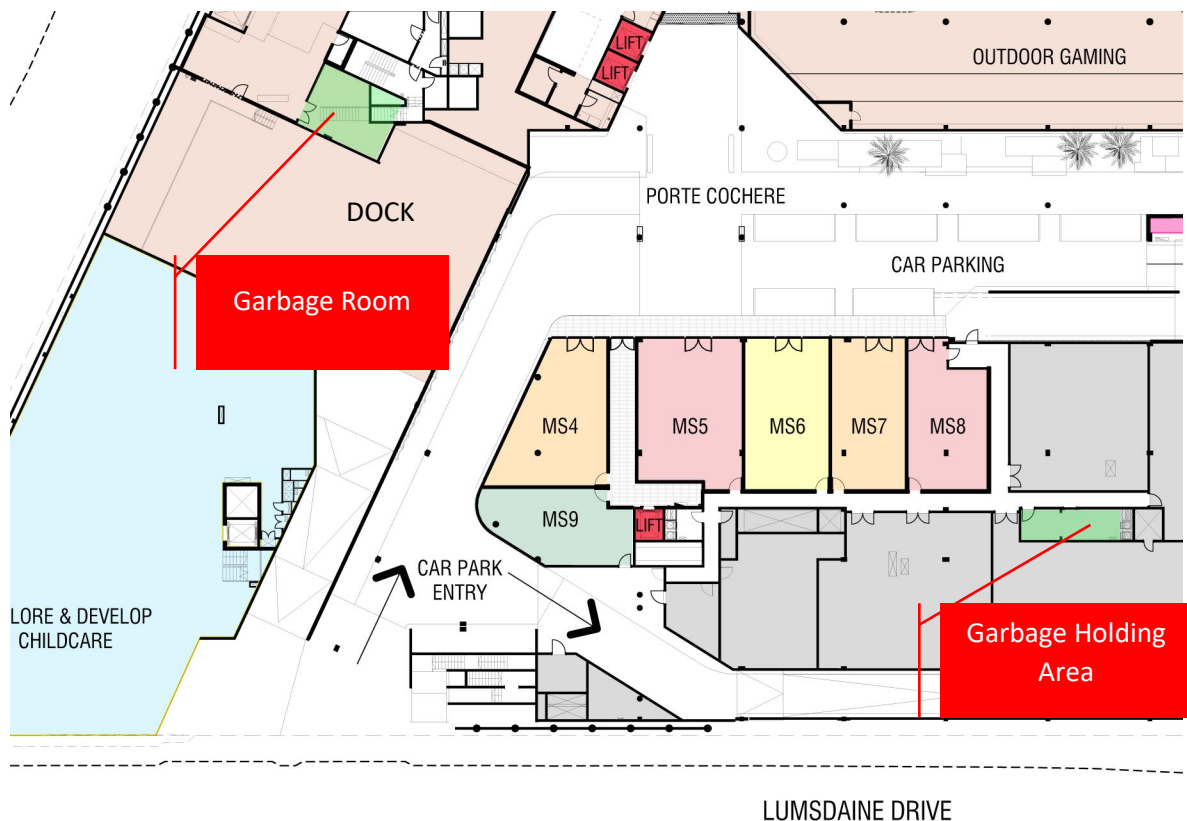 LIFT
LIFT
OUTDOOR GAMING
PORTE COCHERE
DOCK
CAR PARKING
Garbage Room
MS4
MS5
MS6
MS7
MS8
MS9
LIFT
CAR PARK
ENTRY
LORE & DEVELOP
CHILDCARE
Garbage Holding
Area
LUMSDAINE DRIVE